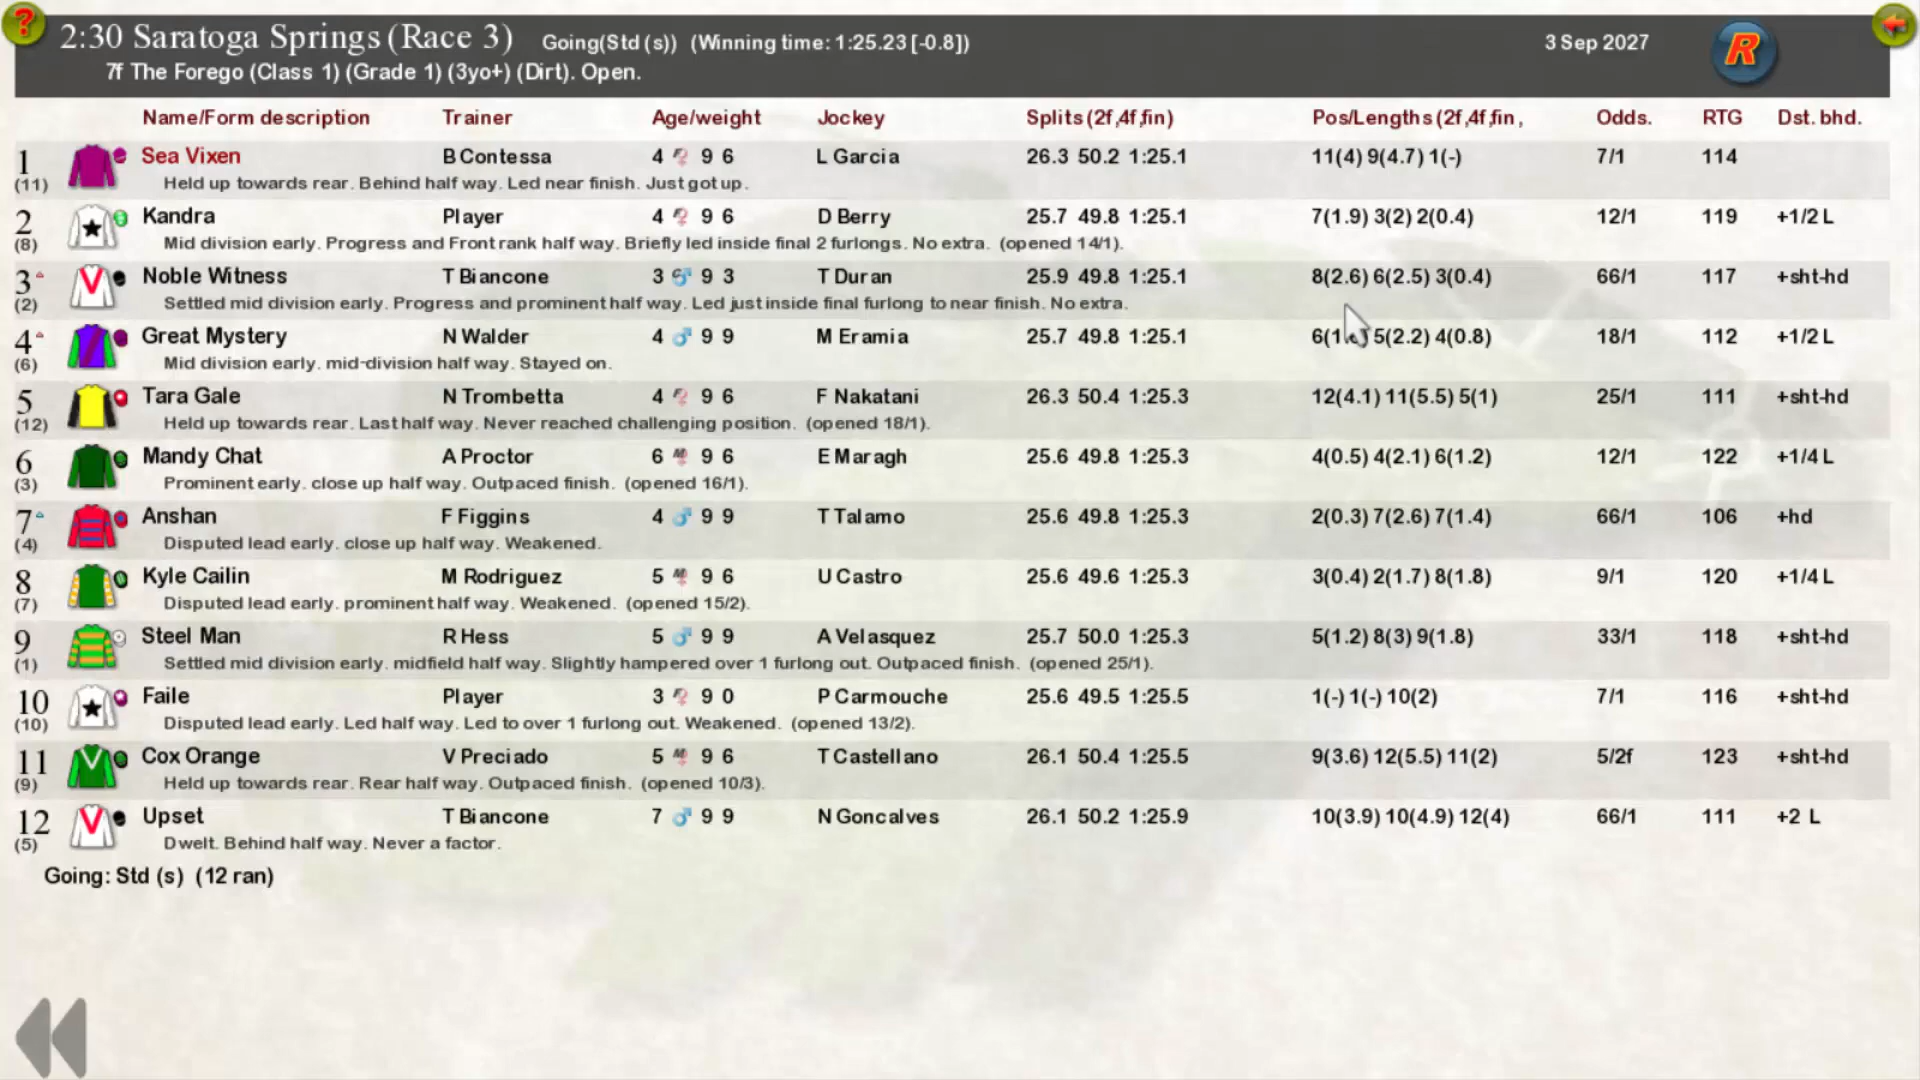 2:30 Saratoga Springs (Race 3) Going(Std (s)) (Winning time: 1:25.23 [-0.8]) 3 Sep 2027 R
7f The Forego (Class 1) (Grade 1) (3yo+) (Dirt). Open.
Name/Form description Trainer Age/weight Jockey Splits (2f,4f,fin) Pos/Lengths (2f,4f,fin, Odds. RTG Dst. bhd.
1 Sea Vixen B Contessa 4 9 6 L Garcia 26.3 50.2 1:25.1 11(4) 9(4.7) 1(-) 7/1 114
(11) Held up towards rear. Behind half way. Led near finish. Just got up.
2 Kandra Player 4 9 6 D Berry 25.7 49.8 1:25.1 7(1.9) 3(2) 2(0.4) 12/1 119 +1/2 L
(8) Mid division early. Progress and Front rank half way. Briefly led inside final 2 furlongs. No extra. (opened 14/1).
3 Noble Witness T Biancone 3 9 3 T Duran 25.9 49.8 1:25.1 8(2.6) 6(2.5) 3(0.4) 66/1 117 +sht-hd
(2) Settled mid division early. Progress and prominent half way. Led just inside final furlong to near finish. No extra.
4 Great Mystery N Walder 4 9 9 M Eramia 25.7 49.8 1:25.1 5(2.2) 4(0.8) 18/1 112 +1/2 L
(6) Mid division early. mid-division half way. Stayed on.
5 Tara Gale N Trombetta 4 9 6 F Nakatani 26.3 50.4 1:25.3 12(4.1) 11(5.5) 5(1) 25/1 111 +sht-hd
(12) Held up towards rear. Last half way. Never reached challenging position. (opened 18/1).
6 Mandy Chat A Proctor 6 9 6 E Maragh 25.6 49.8 1:25.3 4(0.5) 4(2.1) 6(1.2) 12/1 122 +1/4 L
(3) Prominent early. close up half way. Outpaced finish. (opened 16/1).
7 Anshan F Figgins 4 9 9 T Talamo 25.6 49.8 1:25.3 2(0.3) 7(2.6) 7(1.4) 66/1 106 +hd
(4) Disputed lead early. close up half way. Weakened.
8 Kyle Cailin M Rodriguez 5 9 6 U Castro 25.6 49.6 1:25.3 3(0.4) 2(1.7) 8(1.8) 9/1 120 +1/4 L
(7) Disputed lead early. prominent half way. Weakened. (opened 15/2).
9 Steel Man R Hess 5 9 9 A Velasquez 25.7 50.0 1:25.3 5(1.2) 8(3) 9(1.8) 33/1 118 +sht-hd
(1) Settled mid division early. midfield half way. Slightly hampered over 1 furlong out. Outpaced finish. (opened 25/1).
10 Faile Player 3 9 0 P Carmouche 25.6 49.5 1:25.5 1(-) 1(-) 10(2) 7/1 116 +sht-hd
(10) Disputed lead early. Led half way. Led to over 1 furlong out. Weakened. (opened 13/2).
11 Cox Orange V Preciado 5 9 6 T Castellano 26.1 50.4 1:25.5 9(3.6) 12(5.5) 11(2) 5/2f 123 +sht-hd
(9) Held up towards rear. Rear half way. Outpaced finish. (opened 10/3).
12 Upset T Biancone 7 9 9 N Goncalves 26.1 50.2 1:25.9 10(3.9) 10(4.9) 12(4) 66/1 111 +2 L
(5) Dwelt. Behind half way. Never a factor.
Going: Std (s) (12 ran)